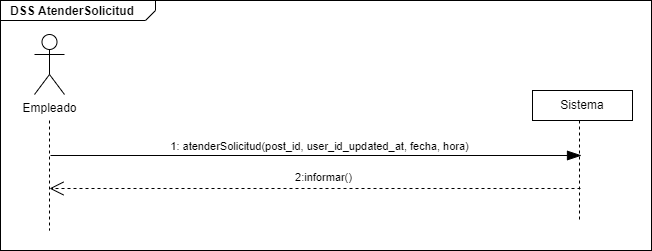 DSS AtenderSolicitud
Empleado
Sistema
1: atenderSolicitud(post_id, user_id_updated_at, fecha, hora)
2:informar()